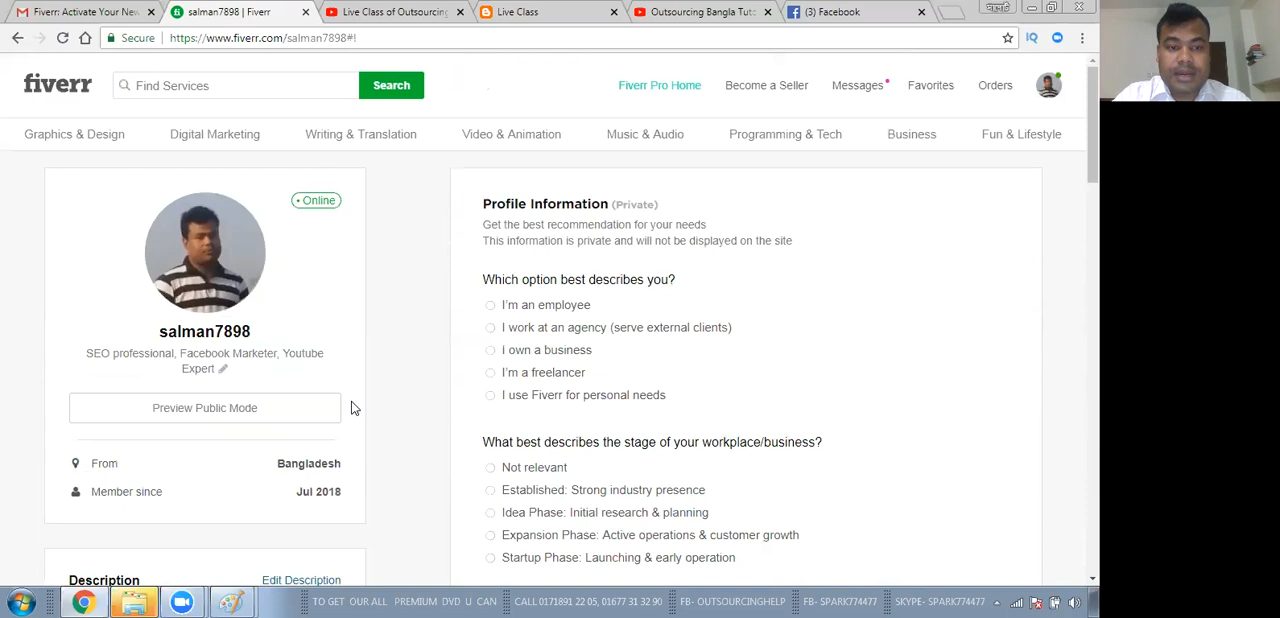 Fiverr: Activate Your New
salman7898 | Fiverr
Live Class of Outsourcing
Live Class
Outsourcing Bangla Tuto
(3) Facebook
Secure
https://www.fiverr.com/salman7898#!
IQ
fiverr
Find Services
Search
Fiverr Pro Home
Become a Seller
Messages
Favorites
Orders
Graphics & Design
Digital Marketing
Writing & Translation
Video & Animation
Music & Audio
Programming & Tech
Business
Fun & Lifestyle
Online
salman7898
SEO professional, Facebook Marketer, Youtube
Expert
Preview Public Mode
From
Bangladesh
Member since
Jul 2018
Description
Edit Description
Profile Information (Private)
Get the best recommendation for your needs
This information is private and will not be displayed on the site
Which option best describes you?
I'm an employee
I work at an agency (serve external clients)
I own a business
I'm a freelancer
I use Fiverr for personal needs
What best describes the stage of your workplace/business?
Not relevant
Established: Strong industry presence
Idea Phase: Initial research & planning
Expansion Phase: Active operations & customer growth
Startup Phase: Launching & early operation
TO GET OUR ALL PREMIUM DVD U CAN
CALL 0171891 22 05, 01677 31 32 90
FB- OUTSOURCINGHELP
FB- SPARK774477
SKYPE- SPARK774477